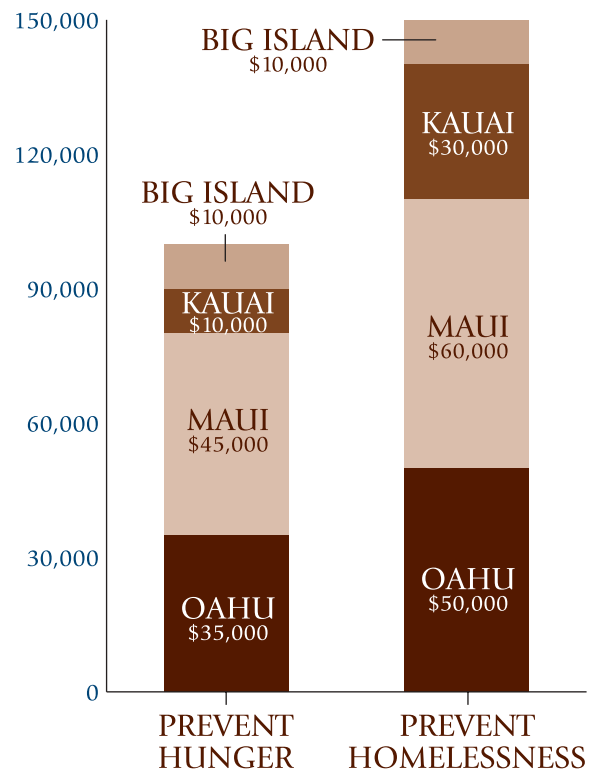 150,000
120,000
90,000
60,000
30,000
0
BIG ISLAND
$10,000
KAUAI
$10,000
MAUI
$45,000
OAHU
$35,000
BIG ISLAND
$10,000
KAUAI
$30,000
MAUI
$60,000
OAHU
$50,000
PREVENT
HUNGER
PREVENT
HOMELESSNESS